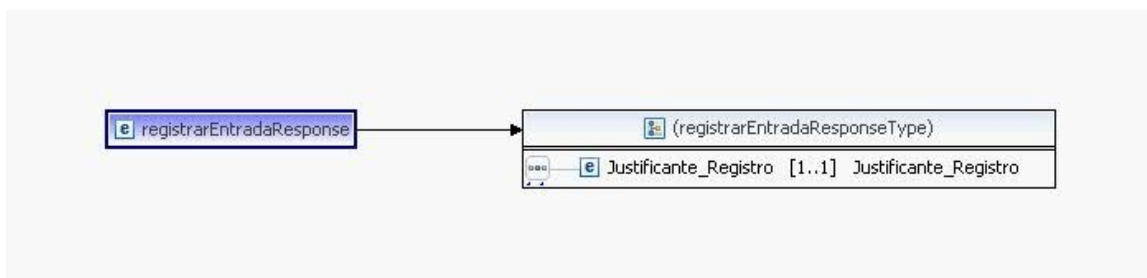 e registrarEntradaResponse
(registrarEntradaResponseType)
e Justificante_Registro [1..1] Justificante_Registro